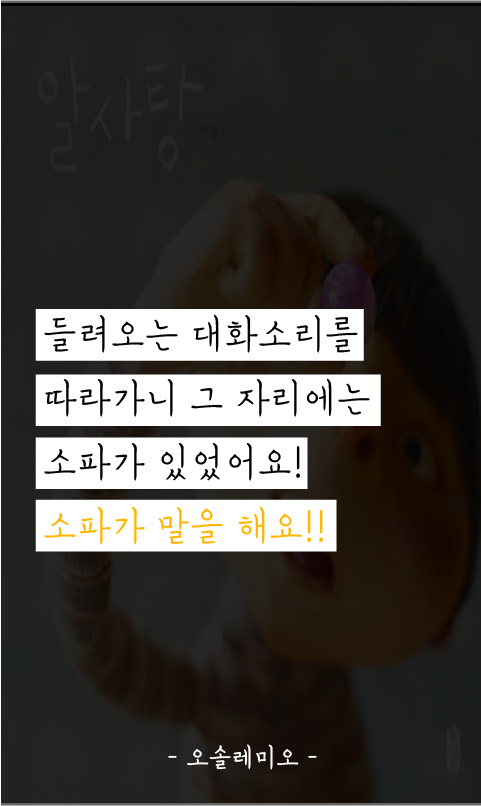 알사탕
들려오는 대화소리를
따라가니 그 자리에는
소파가 있었어요!
소파가 말을 해요!!
- 오솔레미오 -